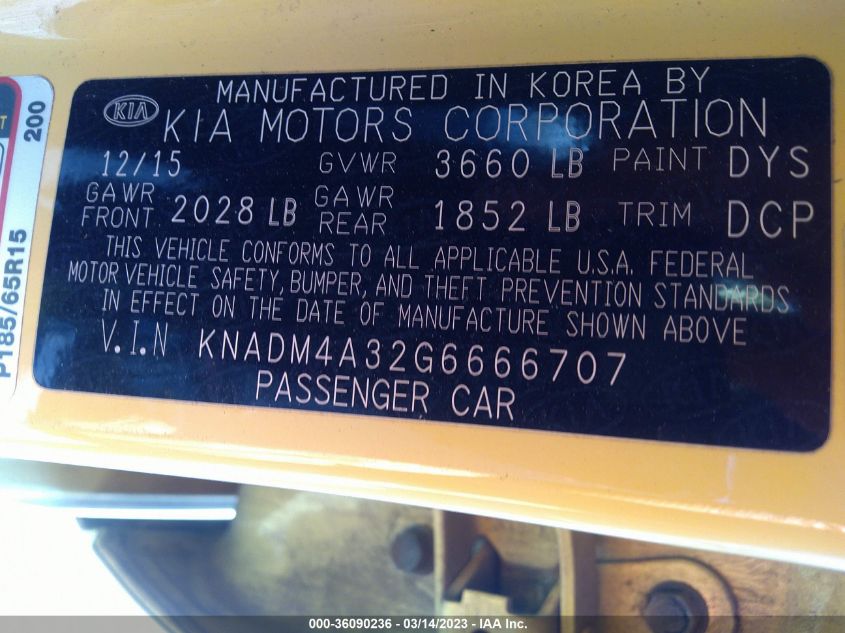 MANUFACTURED IN KOREA BY
KIA KIA MOTORS CORPORATION
12/15 GVWR 3660 LB PAINT DYS
GAWR FRONT 2028 LB GAWR REAR 1852 LB TRIM DCP
THIS VEHICLE CONFORMS TO ALL APPLICABLE U.S.A. FEDERAL
MOTOR VEHICLE SAFETY, BUMPER, AND THEFT PREVENTION STANDARDS
IN EFFECT ON THE DATE OF MANUFACTURE SHOWN ABOVE
V.I.N KNADM4A32G6666707
PASSENGER CAR
200
P185/65R15
000-36090236 - 03/14/2023 - IAA Inc.